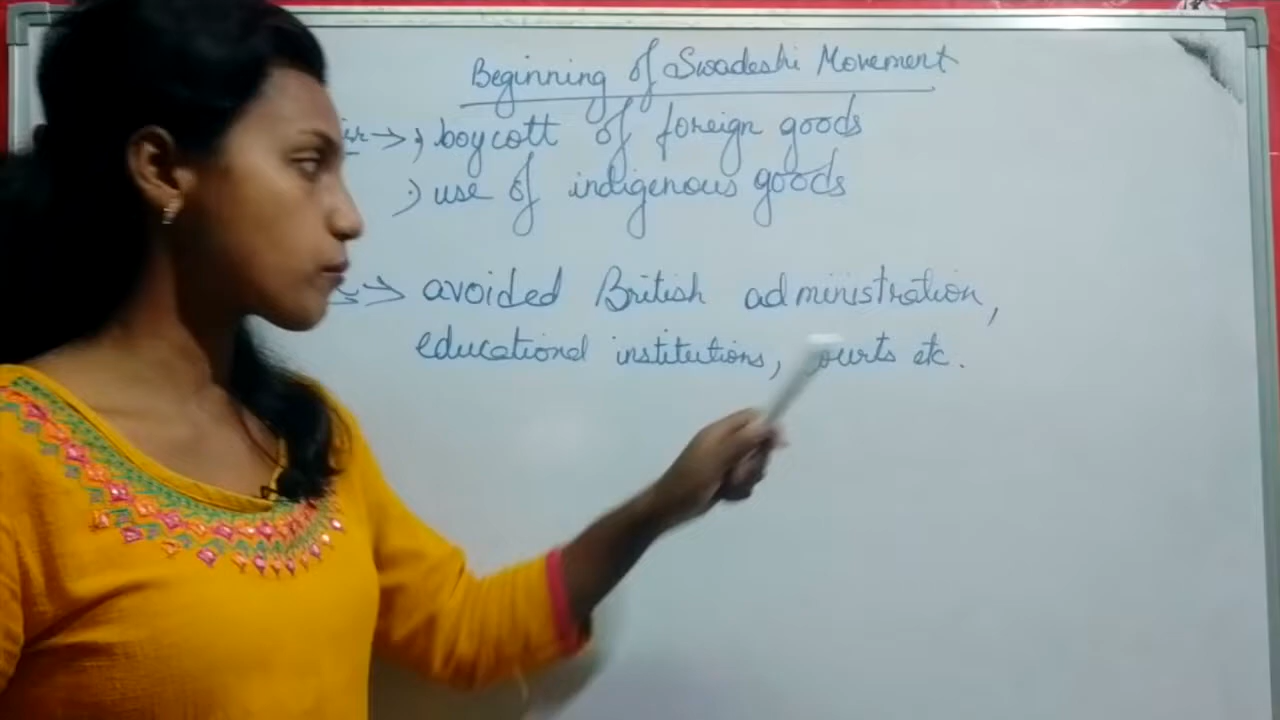 Beginning of Swadeshi Movement
→ ·) boycott of foreign goods
·) use of indigenous goods
→ avoided British administration,
educational institutions, courts etc.